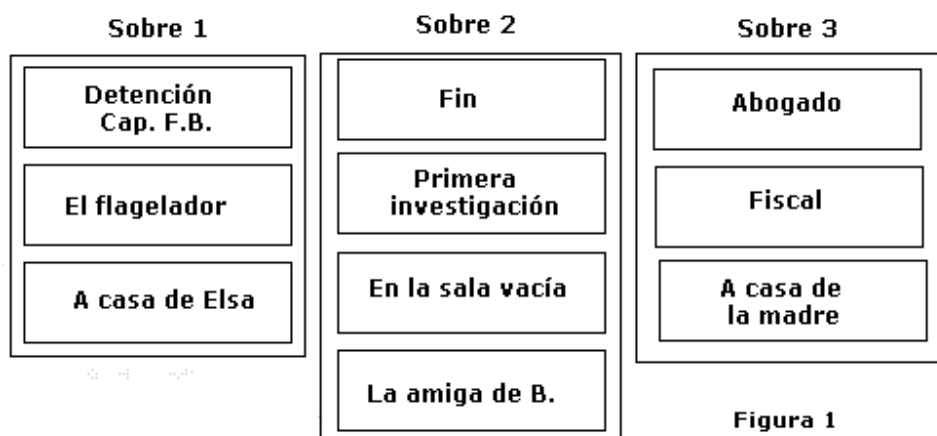 Sobre 1
Detención
Cap. F.B.
El flagelador
A casa de Elsa
Sobre 2
Fin
Primera
investigación
En la sala vacía
La amiga de B.
Sobre 3
Abogado
Fiscal
A casa de
la madre
Figura 1